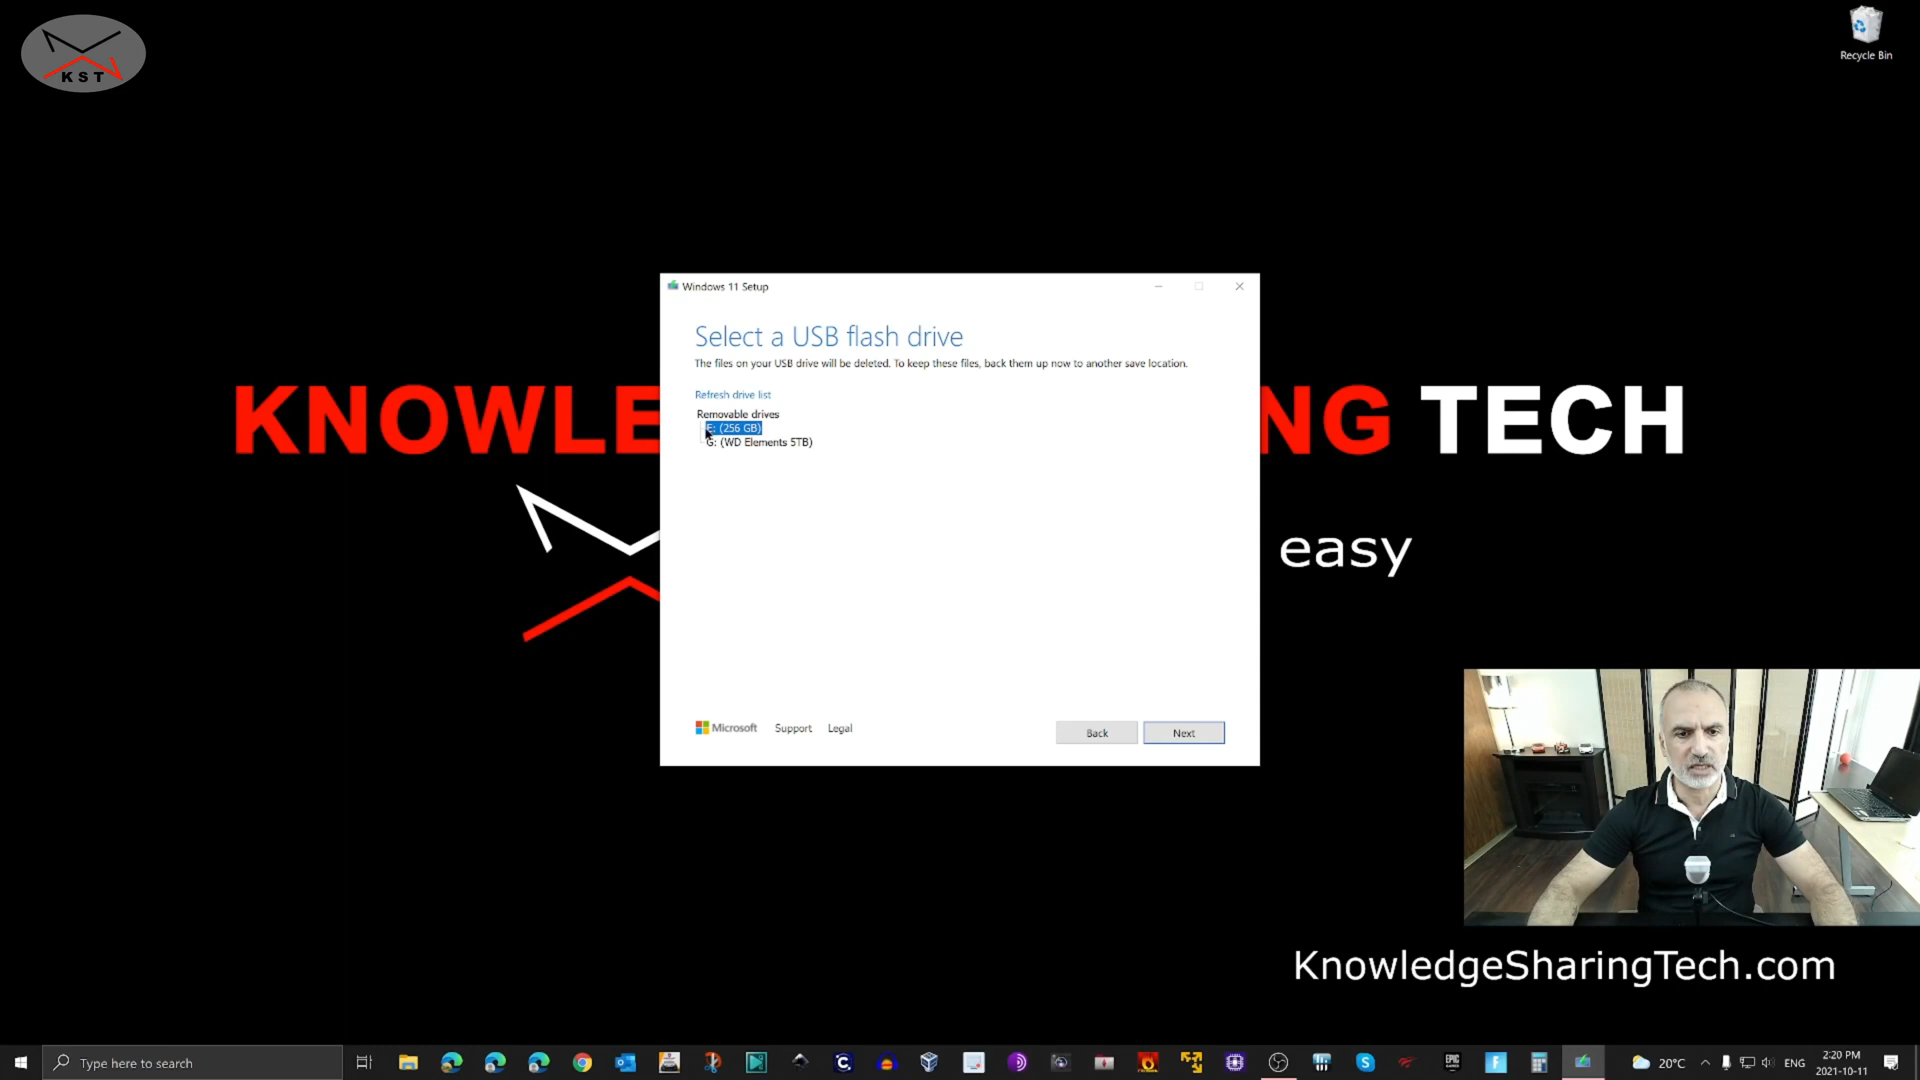 KST
Recycle Bin
Windows 11 Setup
Select a USB flash drive
The files on your USB drive will be deleted. To keep these files, back them up now to another save location.
Refresh drive list
Removable drives
E: (256 GB)
G: (WD Elements 5TB)
KNOWLE NG TECH
easy
Microsoft Support Legal
Back Next
KnowledgeSharingTech.com
Type here to search
20°C
ENG
2:20 PM
2021-10-11